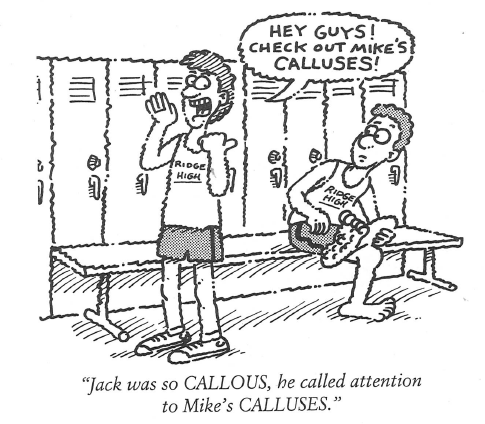 HEY GUYS!
CHECK OUT MIKE'S
CALLUSES!
RIDGE
HIGH
RIDGE
HIGH
"Jack was so CALLOUS, he called attention
to Mike's CALLUSES."